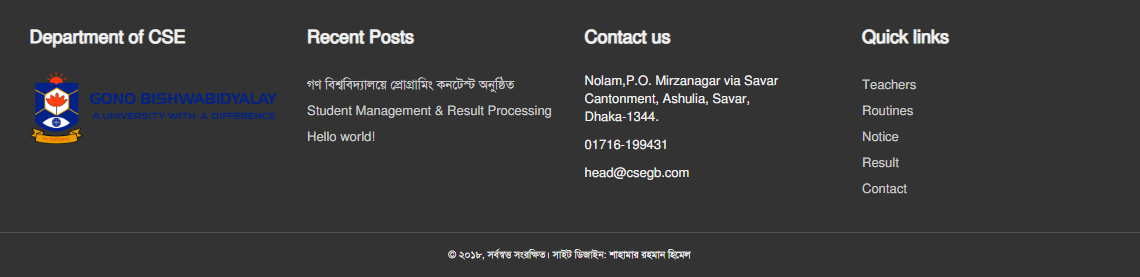 Department of CSE
GONO BISHWABIDYALAY
A UNIVERSITY WITH A DIFFERENCE
Recent Posts
গণ বিশ্ববিদ্যালয়ে প্রোগ্রামিং কনটেস্ট অনুষ্ঠিত
Student Management & Result Processing
Hello world!
Contact us
Nolam,P.O. Mirzanagar via Savar
Cantonment, Ashulia, Savar,
Dhaka-1344.
01716-199431
head@csegb.com
Quick links
Teachers
Routines
Notice
Result
Contact
© ২০১৮, সর্বস্বত্ত সংরক্ষিত। সাইট ডিজাইন: শাহামার রহমান হিমেল